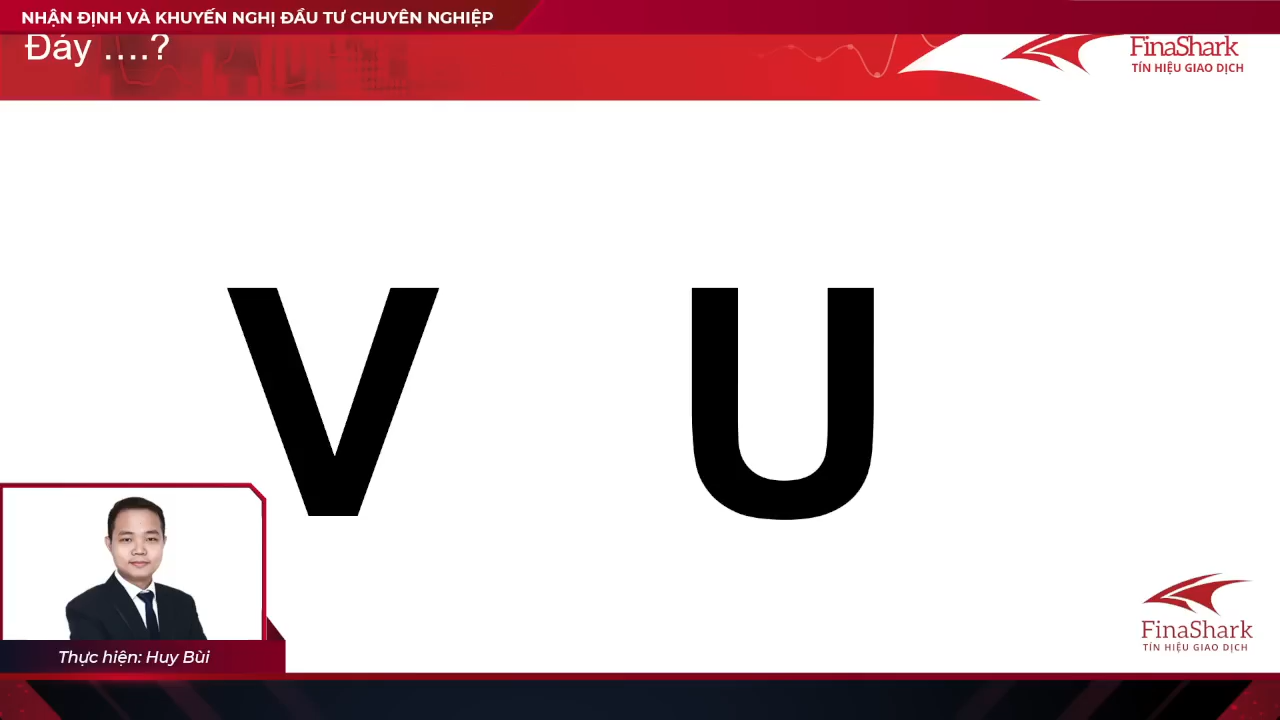 NHẬN ĐỊNH VÀ KHUYẾN NGHỊ ĐẦU TƯ CHUYÊN NGHIỆP
Đáy ....?
FinaShark
TÍN HIỆU GIAO DỊCH
V U
FinaShark
TÍN HIỆU GIAO DỊCH
Thực hiện: Huy Bùi